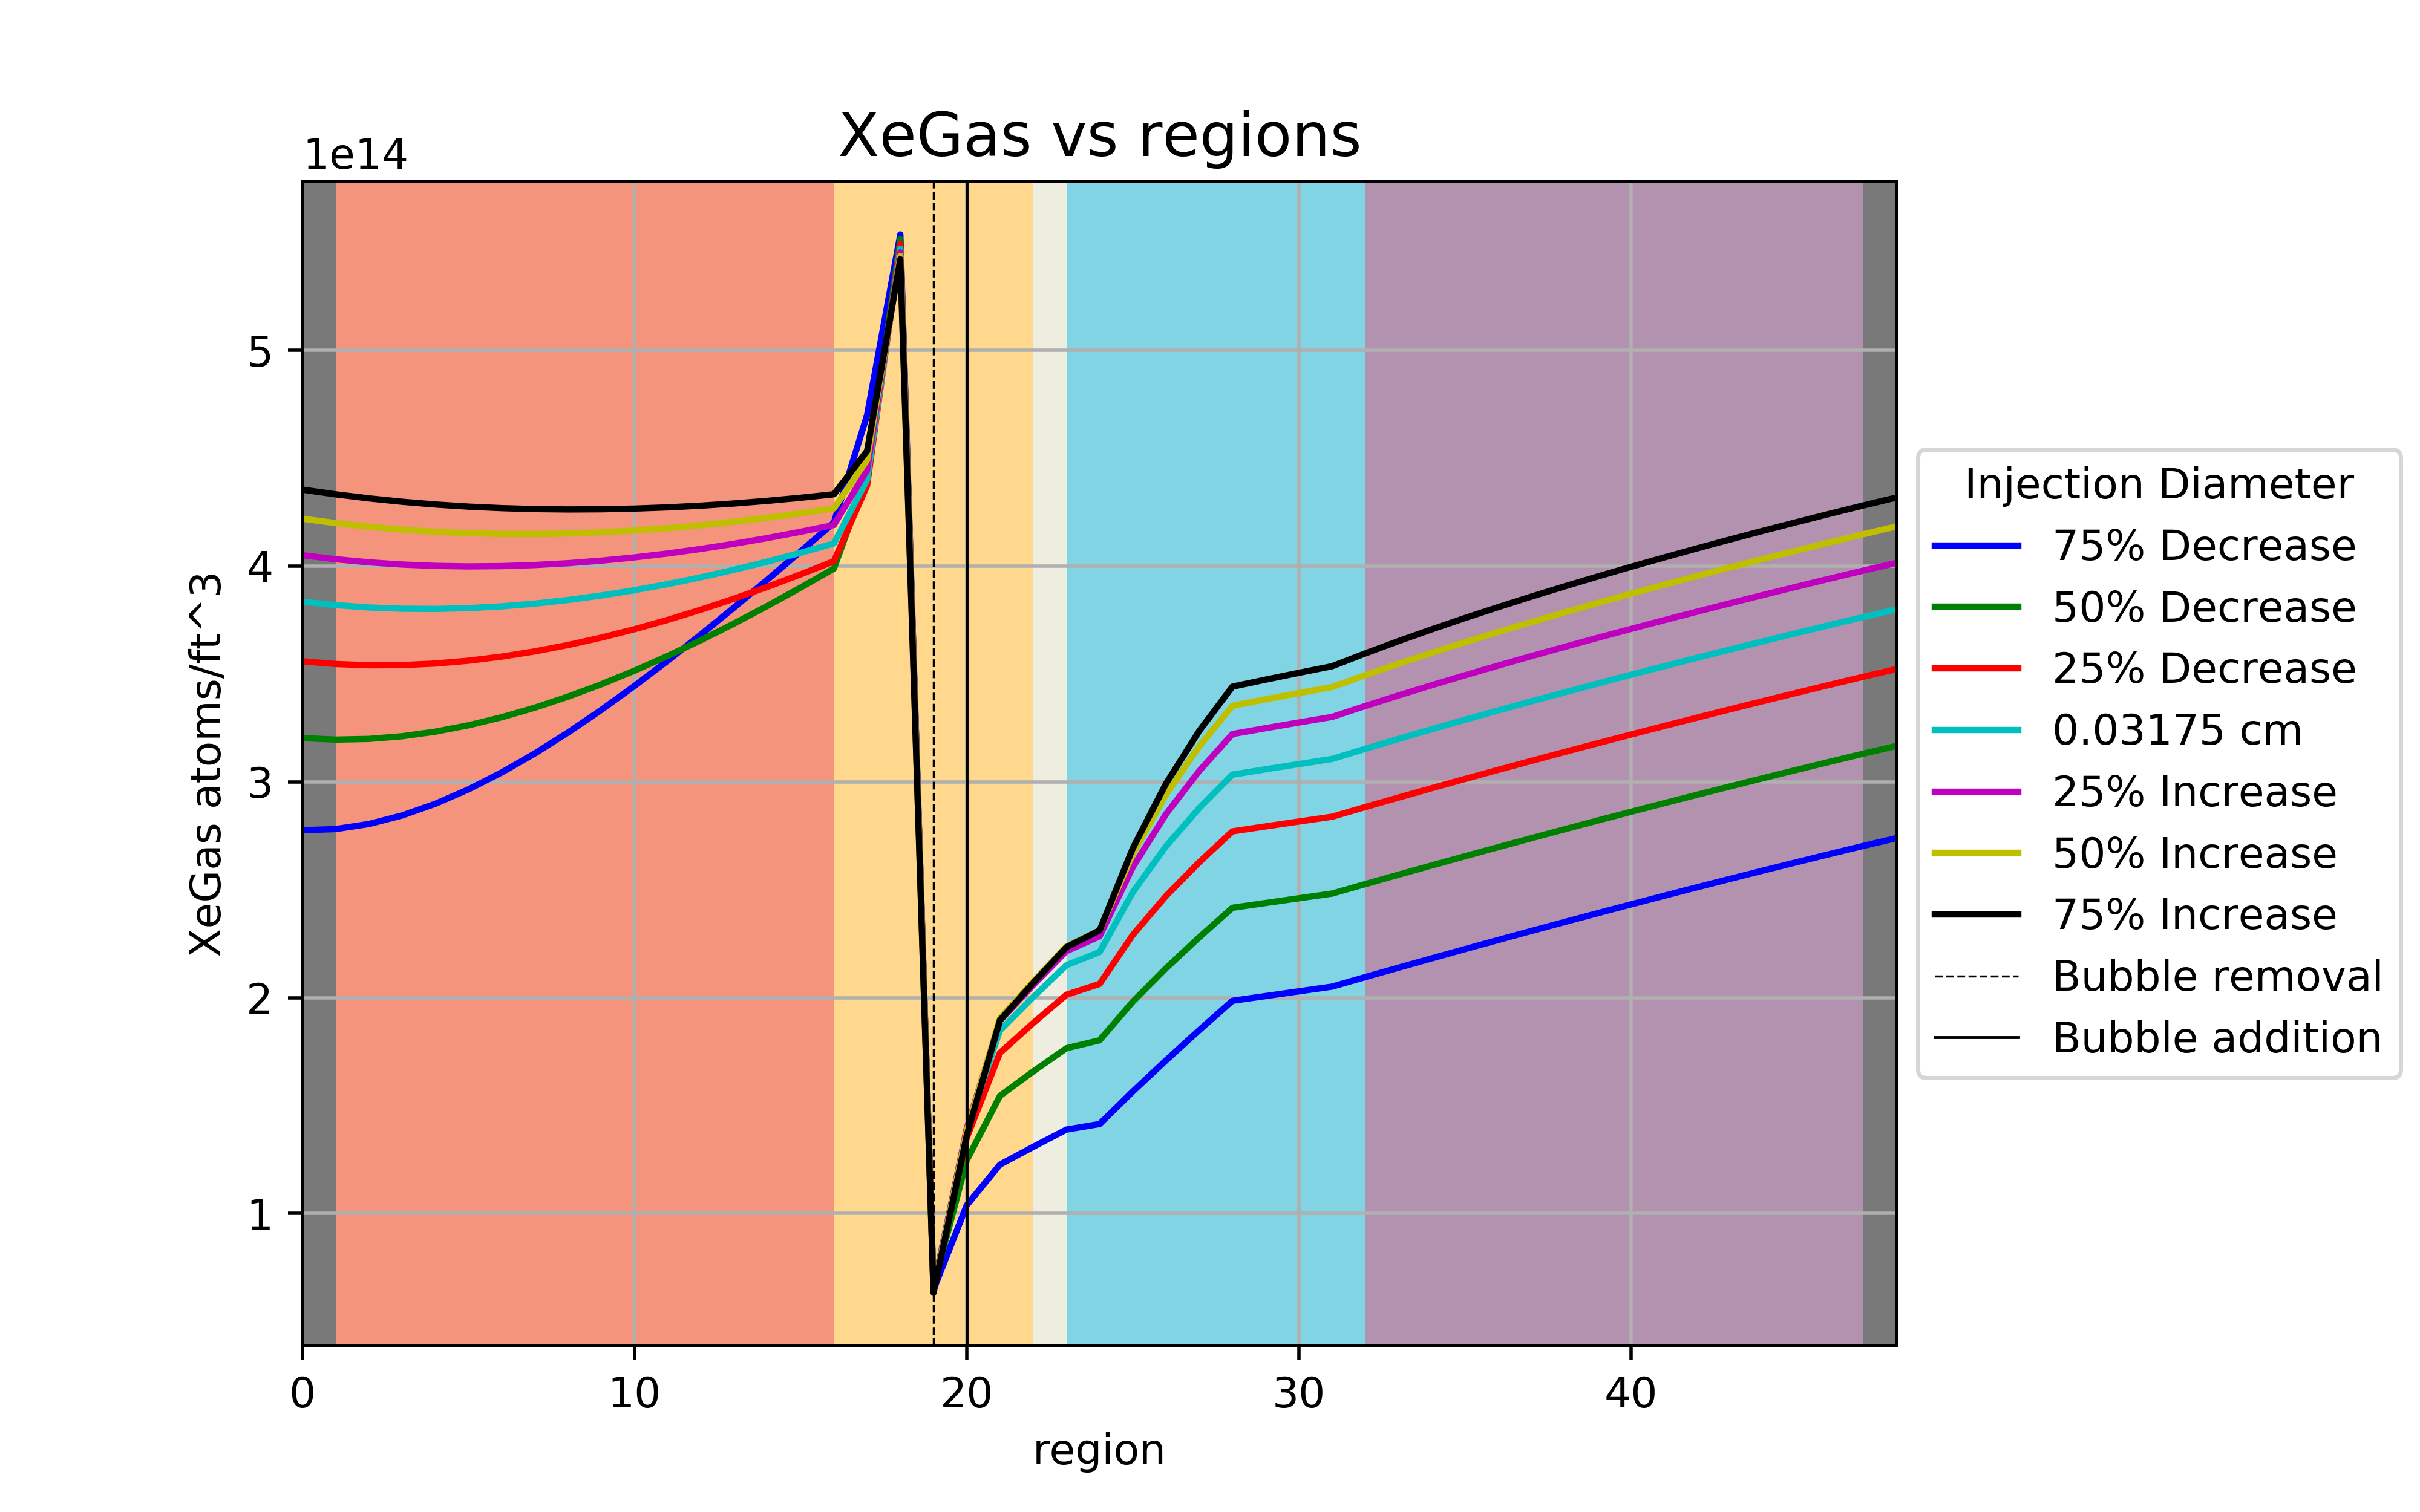 XeGas vs regions
1e14
5
4
3
2
1
XeGas atoms/ft^3
0
10
20
30
40
region
Injection Diameter
75% Decrease
50% Decrease
25% Decrease
0.03175 cm
25% Increase
50% Increase
75% Increase
Bubble removal
Bubble addition